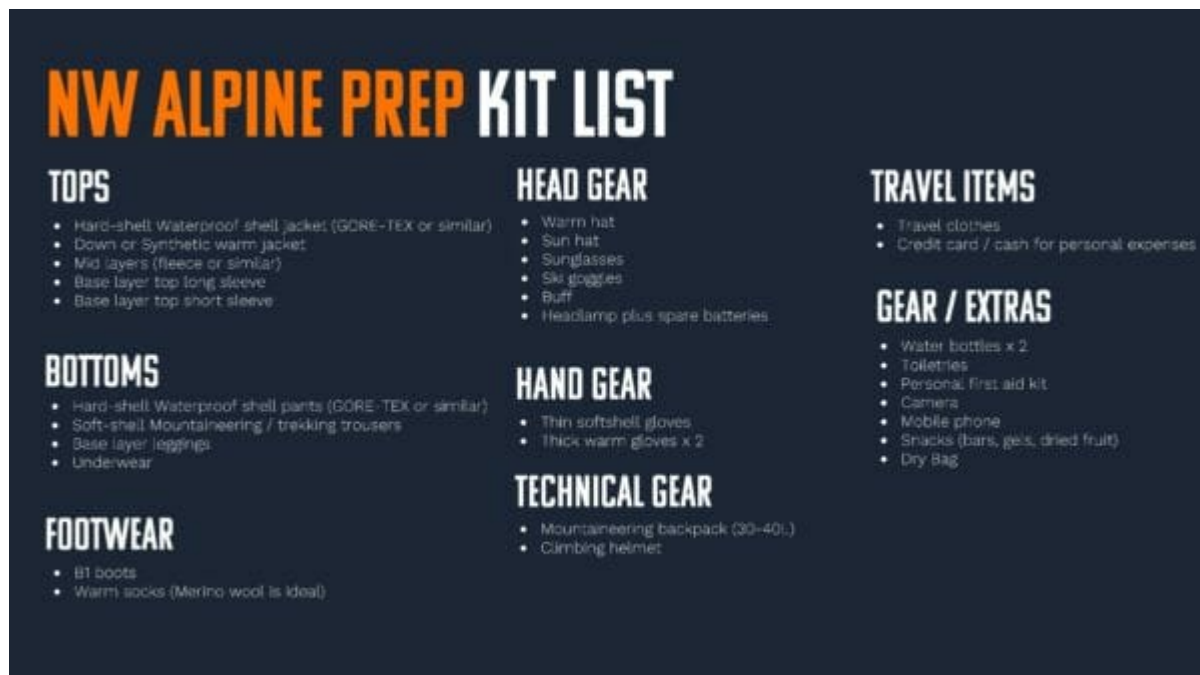 NW ALPINE PREP KIT LIST
TOPS
• Hard-shell Waterproof shell jacket (GORE-TEX or similar)
• Down or Synthetic warm jacket
• Mid layers (fleece or similar)
• Base layer top long sleeve
• Base layer top short sleeve
BOTTOMS
• Hard-shell Waterproof shell pants (GORE-TEX or similar)
• Soft-shell Mountaineering / trekking trousers
• Base layer leggings
• Underwear
FOOTWEAR
• B1 boots
• Warm socks (Merino wool is ideal)
HEAD GEAR
• Warm hat
• Sun hat
• Sunglasses
• Ski goggles
• Buff
• Headlamp plus spare batteries
HAND GEAR
• Thin softshell gloves
• Thick warm gloves x 2
TECHNICAL GEAR
• Mountaineering backpack (30-40L)
• Climbing helmet
TRAVEL ITEMS
• Travel clothes
• Credit card / cash for personal expenses
GEAR / EXTRAS
• Water bottles x 2
• Toiletries
• Personal first aid kit
• Camera
• Mobile phone
• Snacks (bars, gels, dried fruit)
• Dry Bag